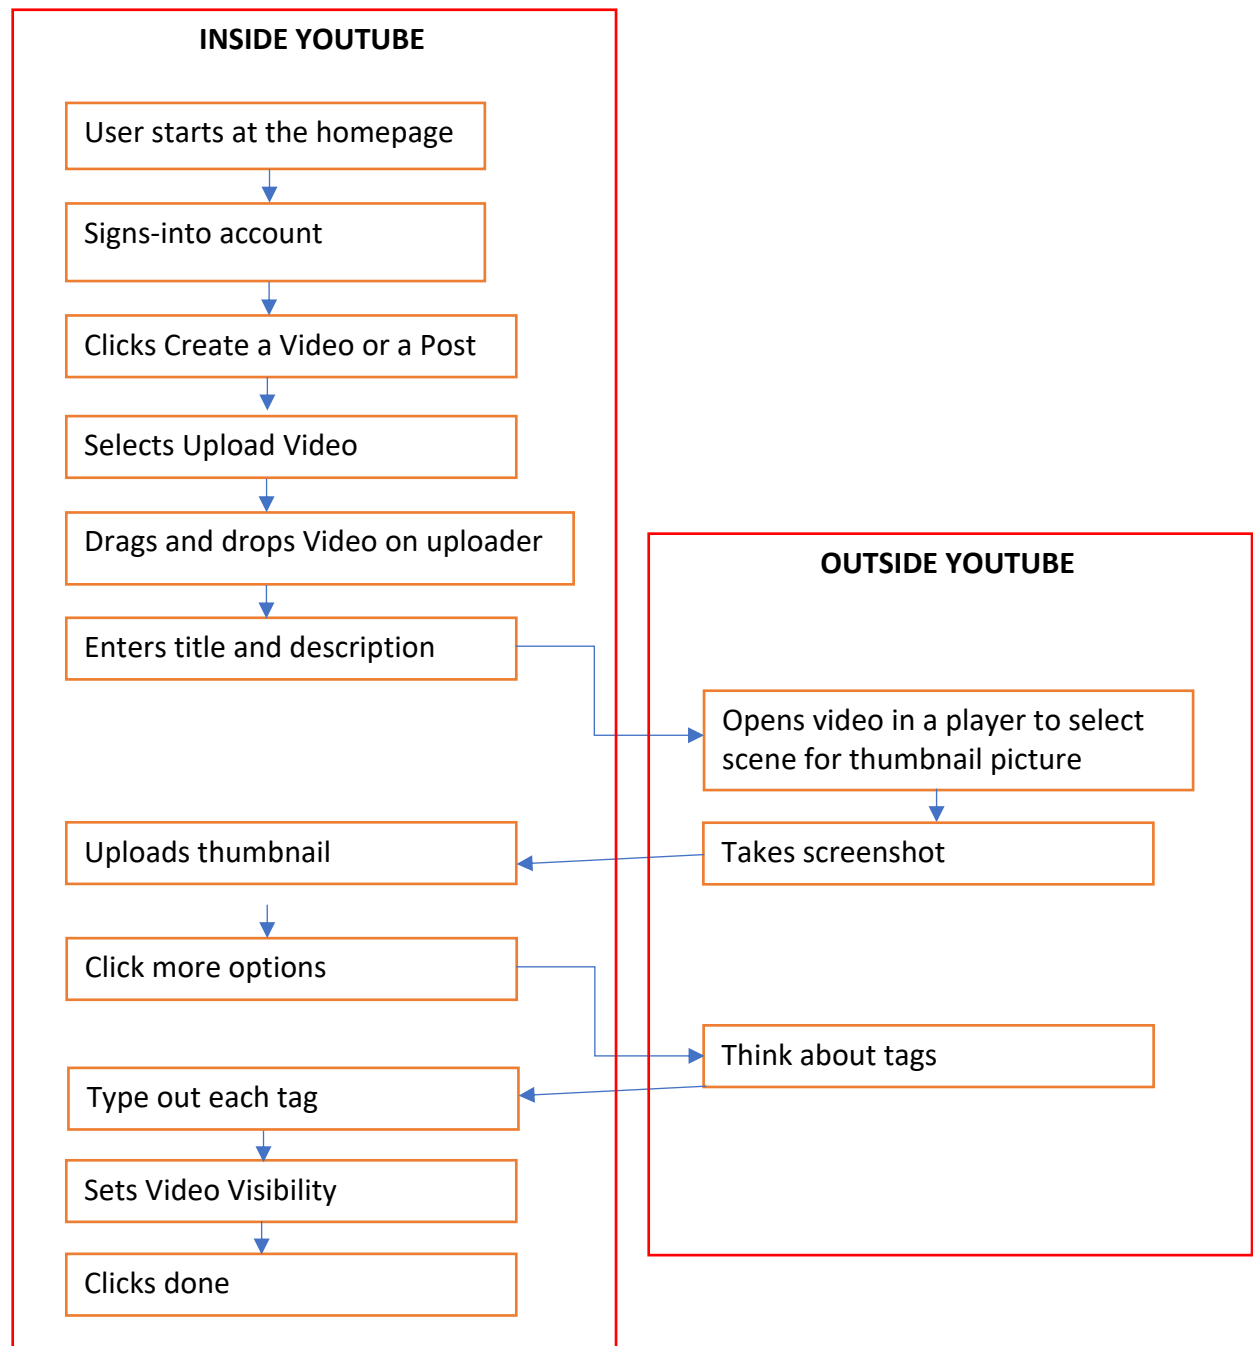 INSIDE YOUTUBE
User starts at the homepage
Signs-into account
Clicks Create a Video or a Post
Selects Upload Video
Drags and drops Video on uploader
Enters title and description
OUTSIDE YOUTUBE
Opens video in a player to select
scene for thumbnail picture
Takes screenshot
Uploads thumbnail
Click more options
Think about tags
Type out each tag
Sets Video Visibility
Clicks done